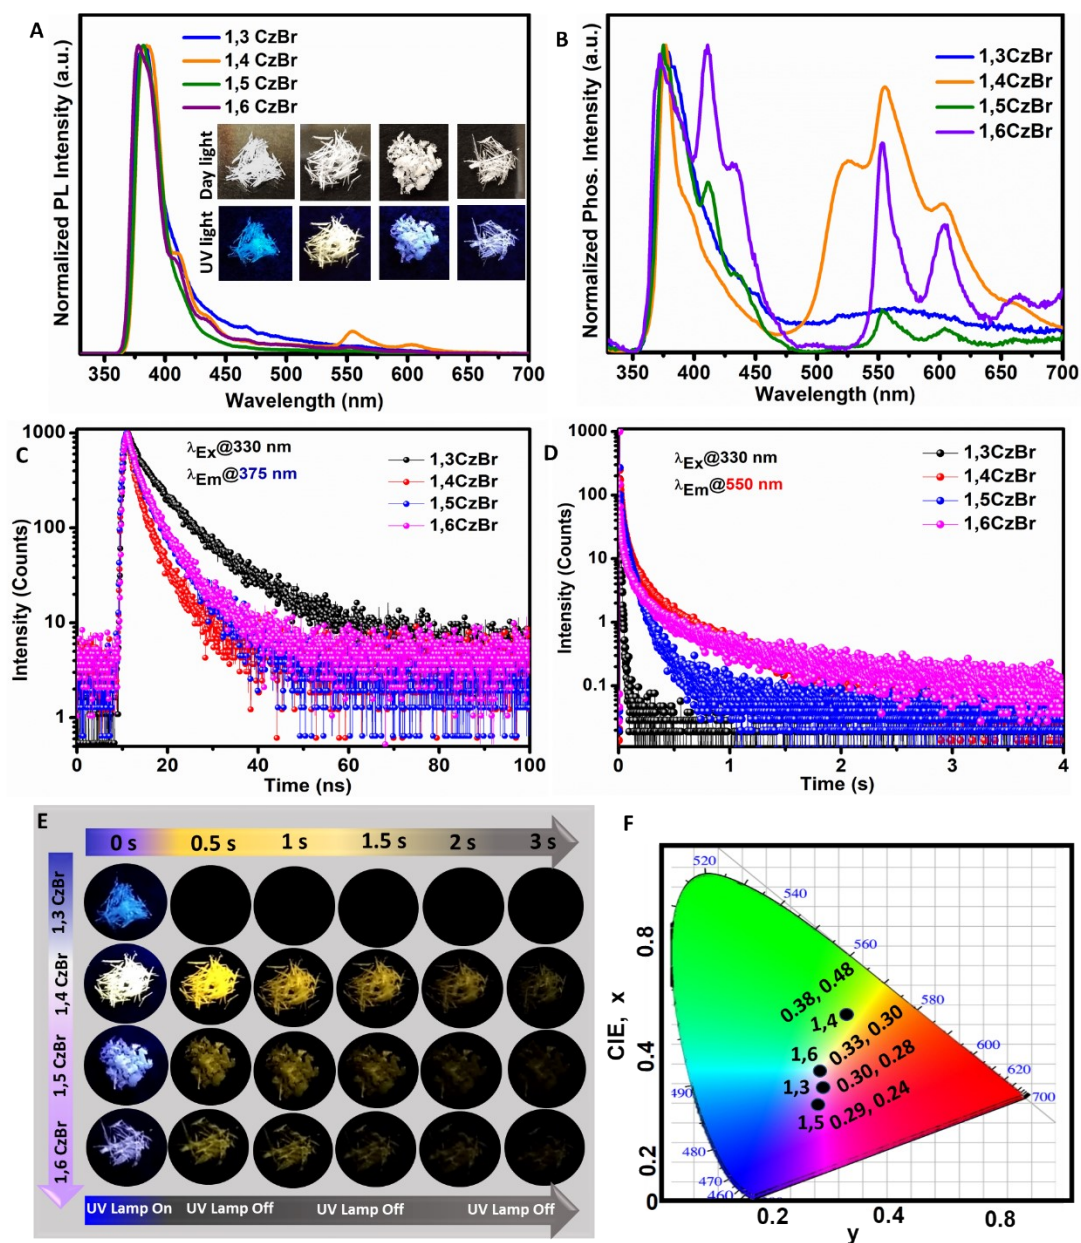 A
1,3 CzBr
1,4 CzBr
1,5 CzBr
1,6 CzBr
Day light
UV light
Normalized PL Intensity (a.u.)
350 400 450 500 550 600 650 700
Wavelength (nm)
B
1,3CzBr
1,4CzBr
1,5CzBr
1,6CzBr
Normalized Phos. Intensity (a.u.)
350 400 450 500 550 600 650 700
Wavelength (nm)
C
λEx@330 nm
λEm@375 nm
1,3CzBr
1,4CzBr
1,5CzBr
1,6CzBr
Intensity (Counts)
1000
100
10
1
0 20 40 60 80 100
Time (ns)
D
λEx@330 nm
λEm@550 nm
1,3CzBr
1,4CzBr
1,5CzBr
1,6CzBr
Intensity (Counts)
1000
100
10
1
0.1
0 1 2 3 4
Time (s)
E
0 s 0.5 s 1 s 1.5 s 2 s 3 s
1,3 CzBr
1,4 CzBr
1,5 CzBr
1,6 CzBr
UV Lamp On UV Lamp Off UV Lamp Off UV Lamp Off
F
520
540
560
580
600
620
700
490
480
470
460
0.38, 0.48
1,4
1,6 0.33, 0.30
1,3 0.30, 0.28
1,5 0.29, 0.24
CIE, x
0.8
0.4
0.2
0
0.2 0.4 0.8
y